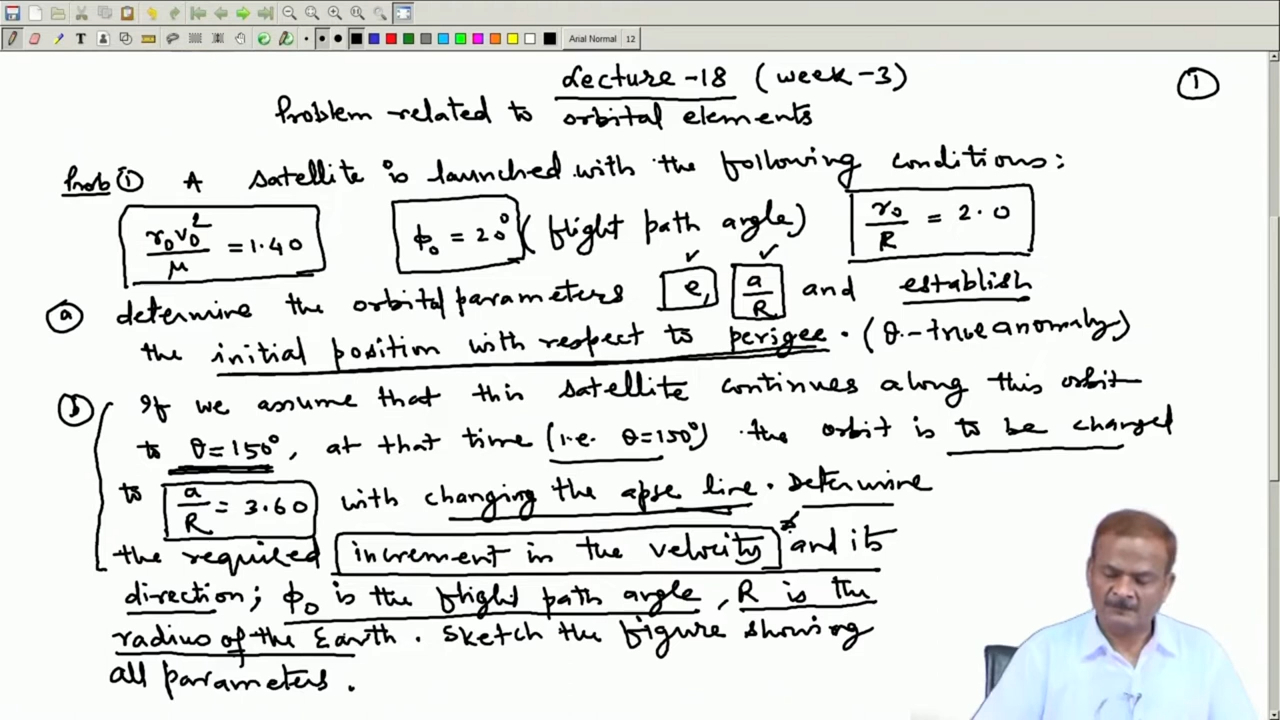 Arial Normal 12
Lecture -18 (week -3)
①
Problem related to orbital elements
Prob ① A satellite is launched with the following conditions:
r₀v₀²/μ = 1.40 φ₀ = 20° (flight path angle) r₀/R = 2.0
ⓐ determine the orbital parameters e, a/R and establish
the initial position with respect to perigee. (θ - true anomaly)
ⓑ If we assume that this satellite continues along this orbit
to θ = 150°, at that time (i.e. θ = 150°) the orbit is to be changed
to a/R = 3.60 with changing the apse line. Determine
the required increment in the velocity and its
direction; φ₀ is the flight path angle, R is the
radius of the Earth. Sketch the figure showing
all parameters.